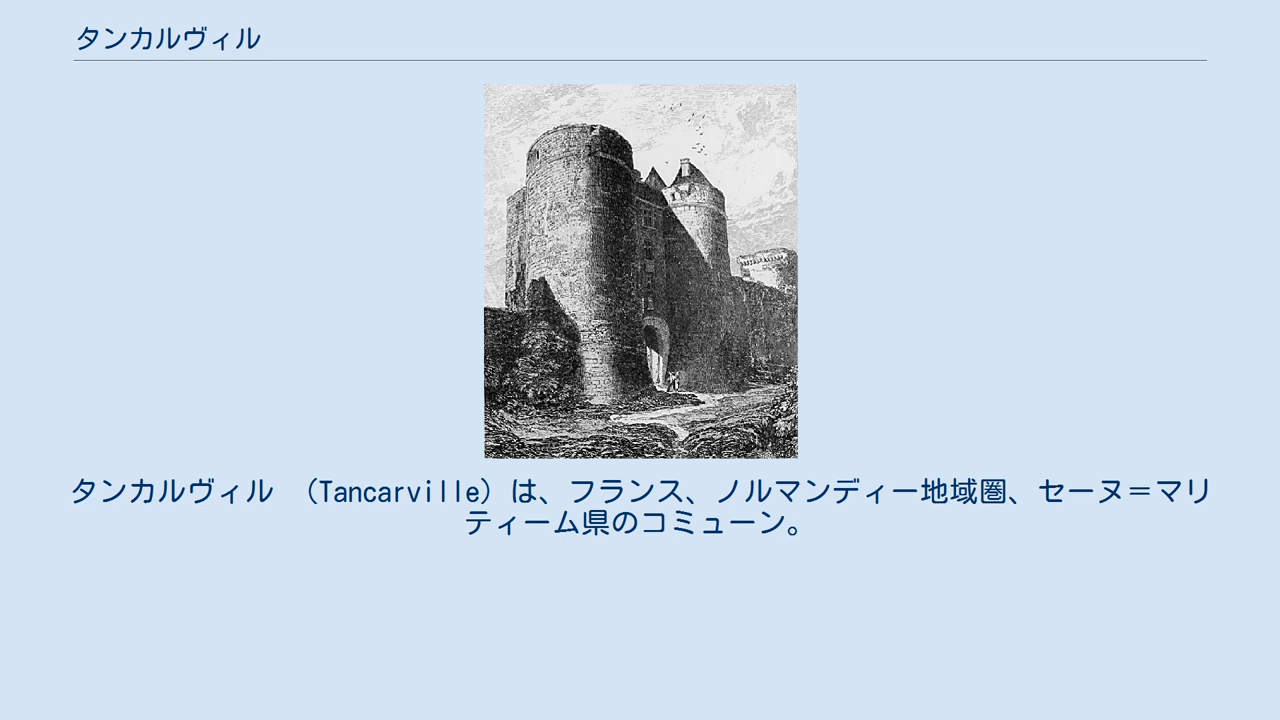 タンカルヴィル
タンカルヴィル （Tancarville）は、フランス、ノルマンディー地域圏、セーヌ＝マリ
ティーム県のコミューン。